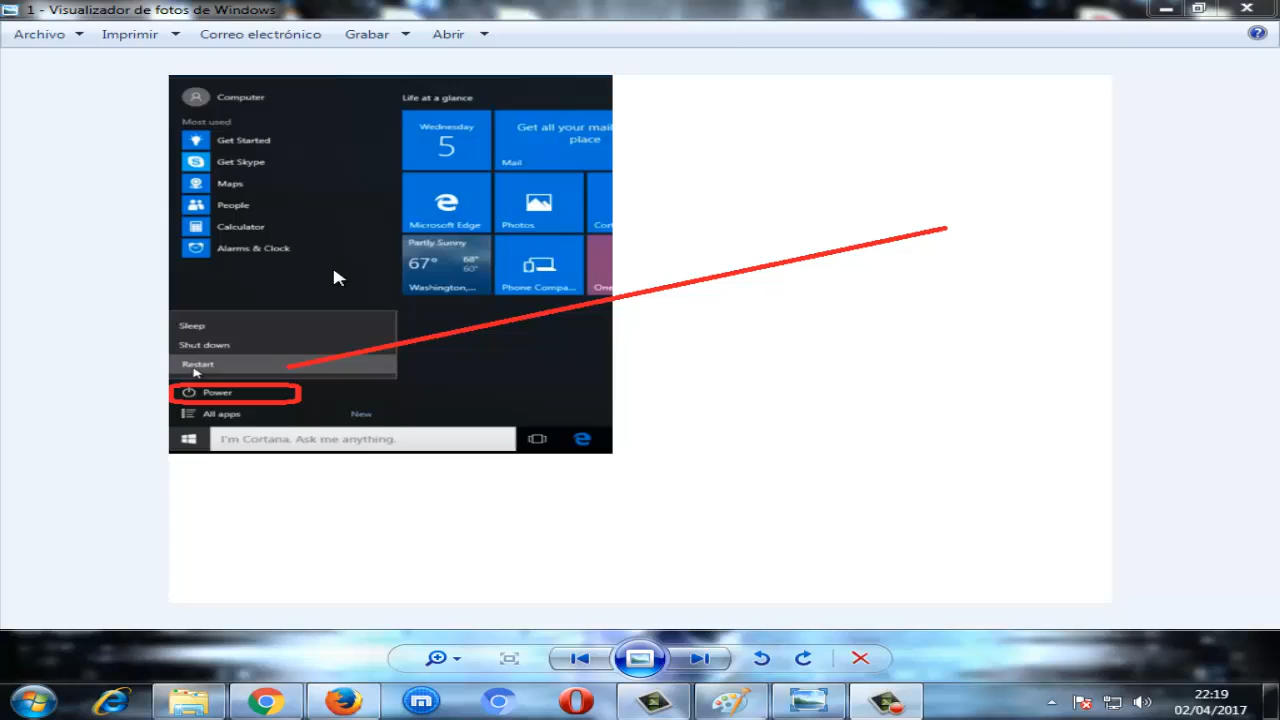 1 - Visualizador de fotos de Windows
Archivo Imprimir Correo electrónico Grabar Abrir
Computer
Life at a glance
Most used
Get Started
Get Skype
Maps
People
Calculator
Alarms & Clock
Wednesday
5
Get all your mail
place
Mail
Microsoft Edge
Photos
Cor
Partly Sunny
67°
68°
60°
Washington,...
Phone Compa...
One
Sleep
Shut down
Restart
Power
All apps
New
I'm Cortana. Ask me anything.
22:19
02/04/2017